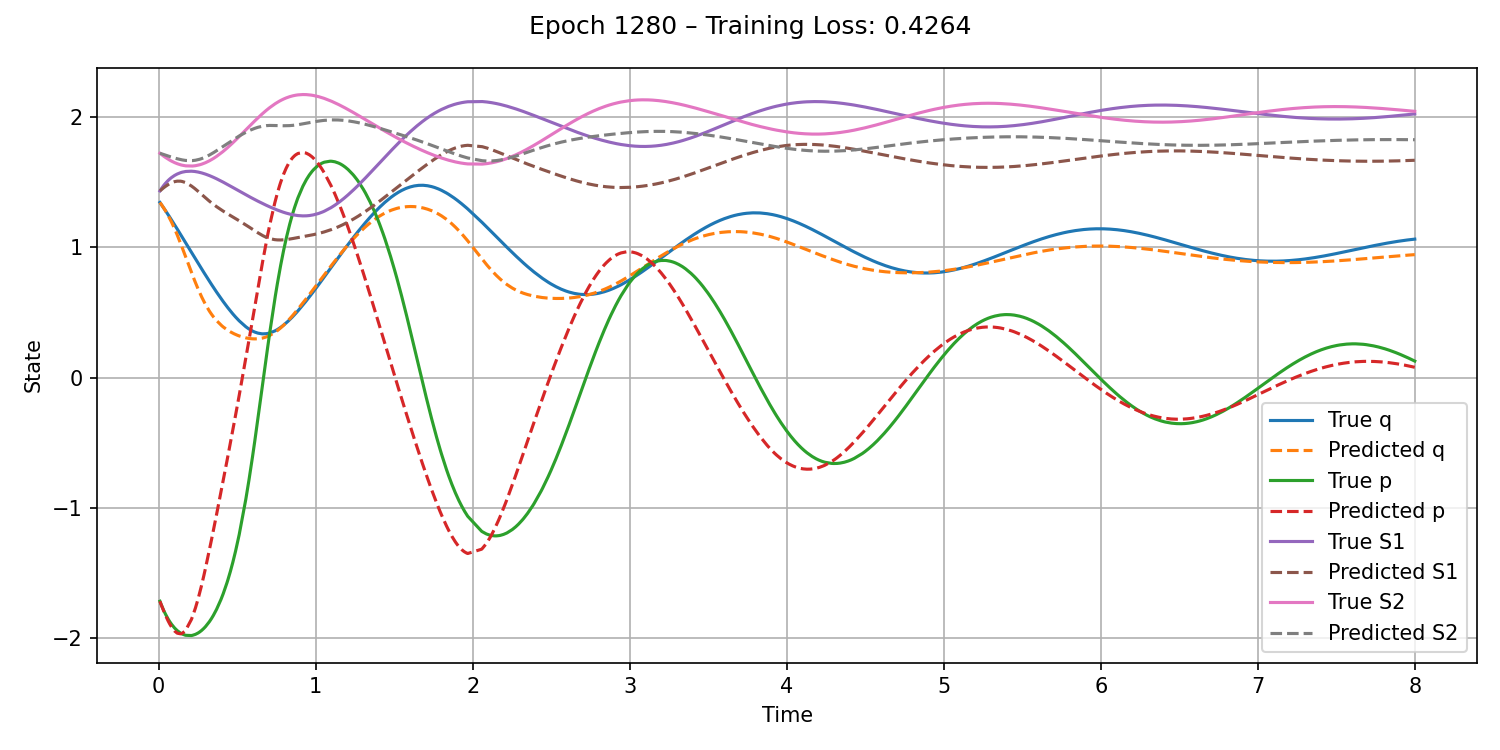 Epoch 1280 – Training Loss: 0.4264
State
2
1
0
−1
−2
0 1 2 3 4 5 6 7 8
Time
True q
Predicted q
True p
Predicted p
True S1
Predicted S1
True S2
Predicted S2